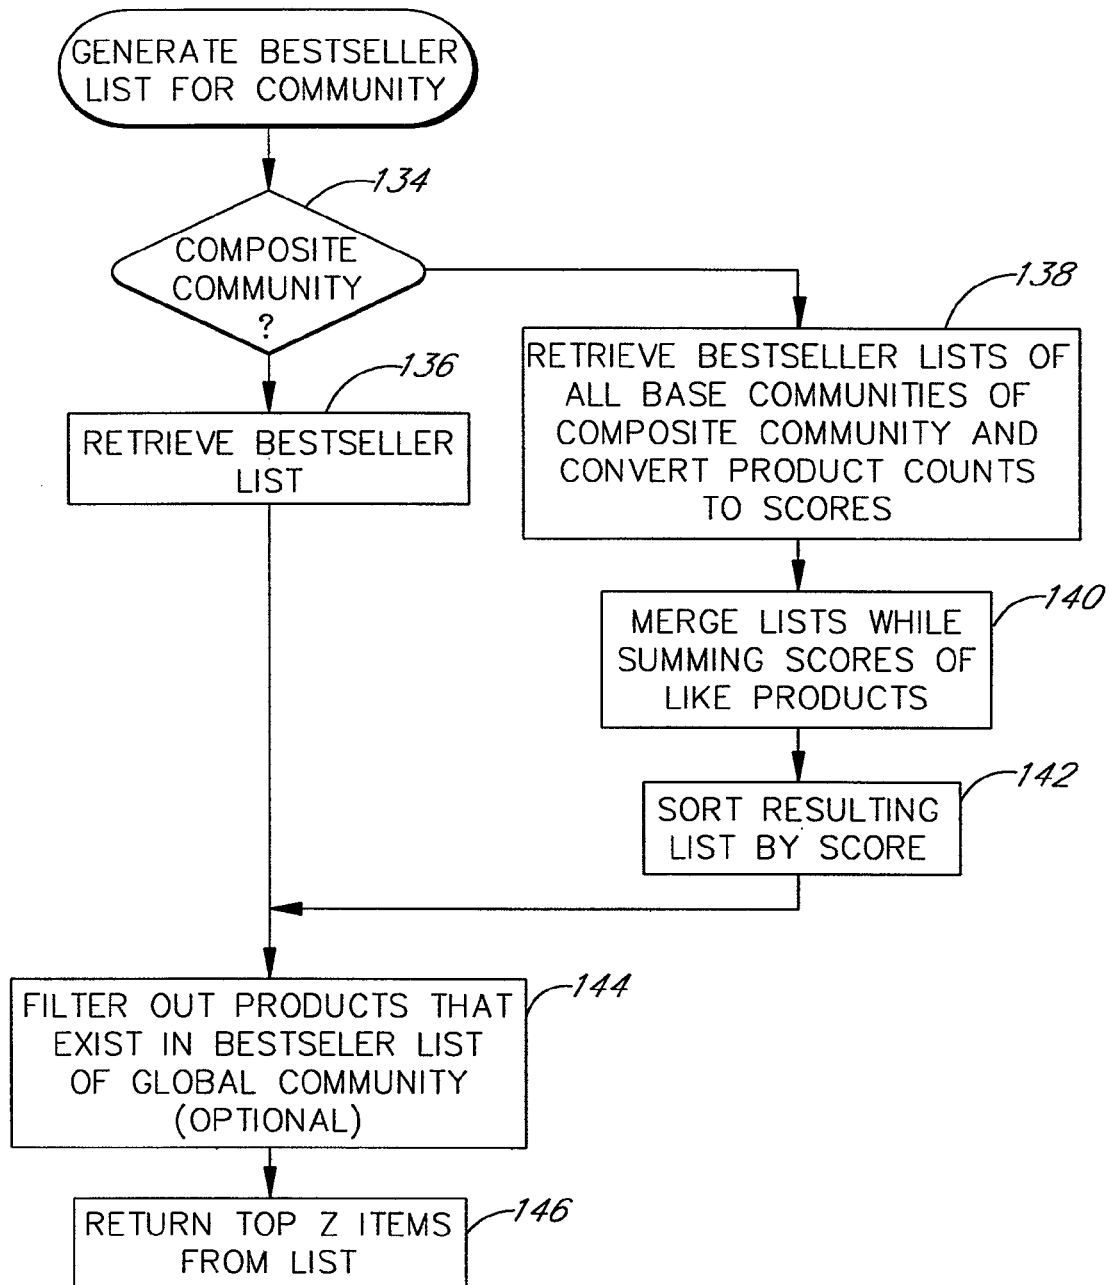 GENERATE BESTSELLER
LIST FOR COMMUNITY
134
COMPOSITE
COMMUNITY
?
136
RETRIEVE BESTSELLER
LIST
138
RETRIEVE BESTSELLER LISTS OF
ALL BASE COMMUNITIES OF
COMPOSITE COMMUNITY AND
CONVERT PRODUCT COUNTS
TO SCORES
140
MERGE LISTS WHILE
SUMMING SCORES OF
LIKE PRODUCTS
142
SORT RESULTING
LIST BY SCORE
144
FILTER OUT PRODUCTS THAT
EXIST IN BESTSELER LIST
OF GLOBAL COMMUNITY
(OPTIONAL)
146
RETURN TOP Z ITEMS
FROM LIST